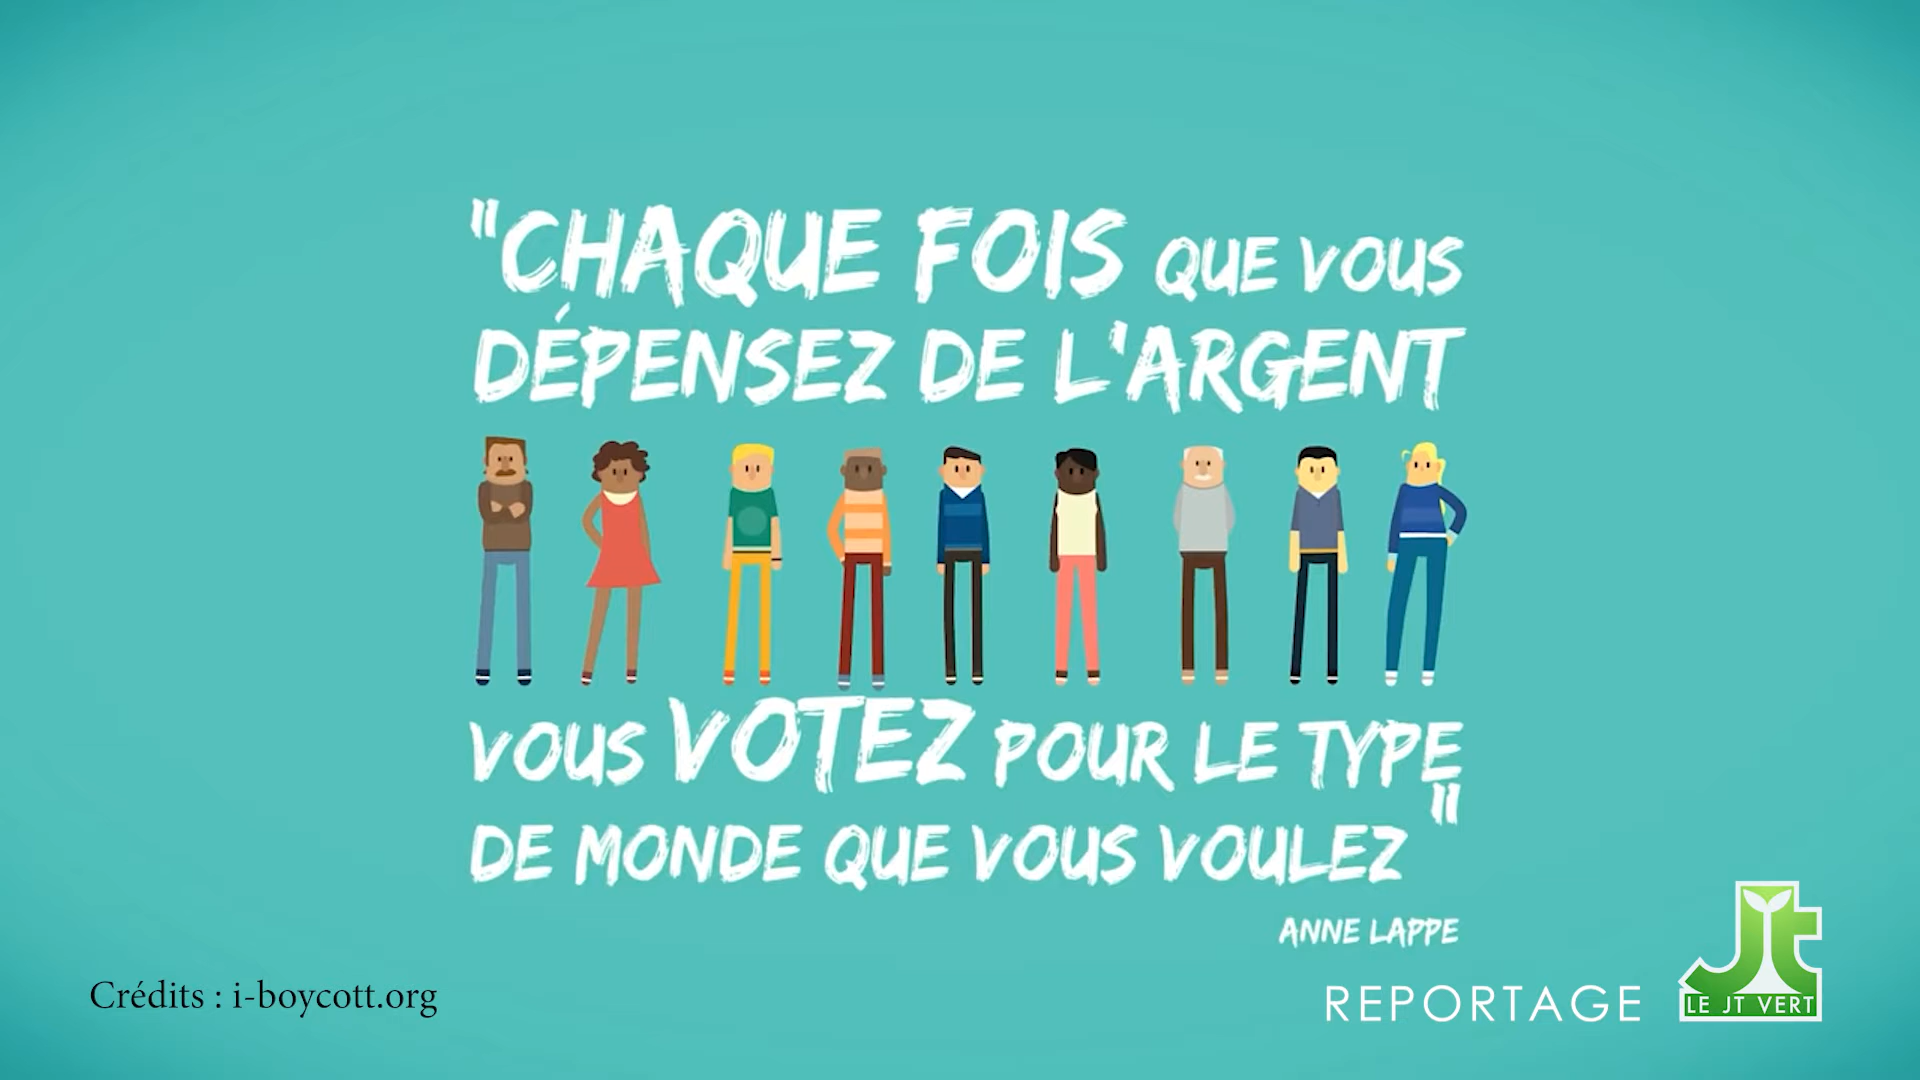 "CHAQUE FOIS QUE VOUS
DÉPENSEZ DE L'ARGENT
VOUS VOTEZ POUR LE TYPE
DE MONDE QUE VOUS VOULEZ"
ANNE LAPPE
Crédits : i-boycott.org
REPORTAGE
Jt
LE JT VERT